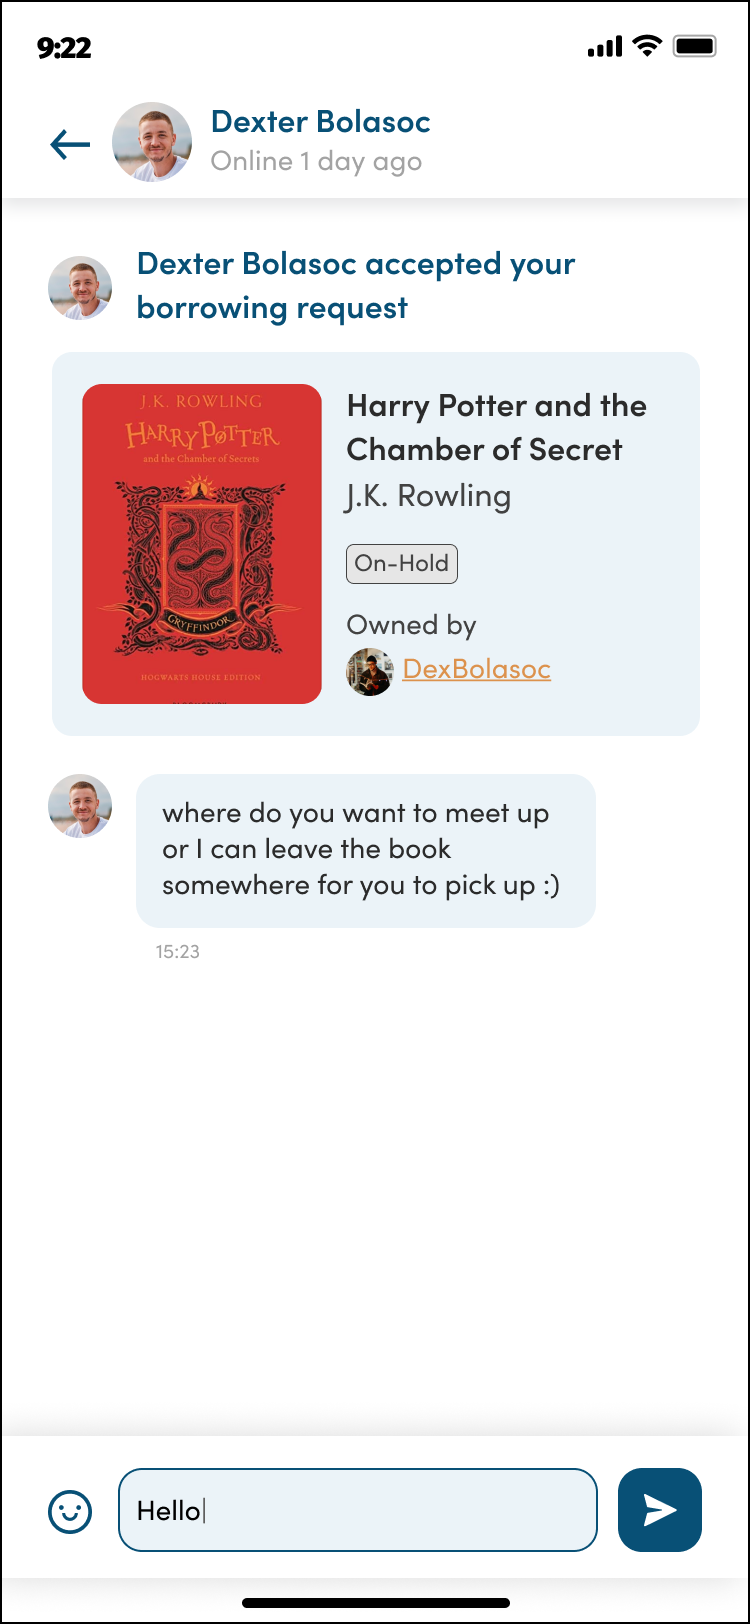 9:22
Dexter Bolasoc
Online 1 day ago
Dexter Bolasoc accepted your
borrowing request
J.K. ROWLING
HARRY POTTER
and the Chamber of Secrets
GRYFFINDOR
HOGWARTS HOUSE EDITION
Harry Potter and the
Chamber of Secret
J.K. Rowling
On-Hold
Owned by
DexBolasoc
where do you want to meet up
or I can leave the book
somewhere for you to pick up :)
15:23
Hello